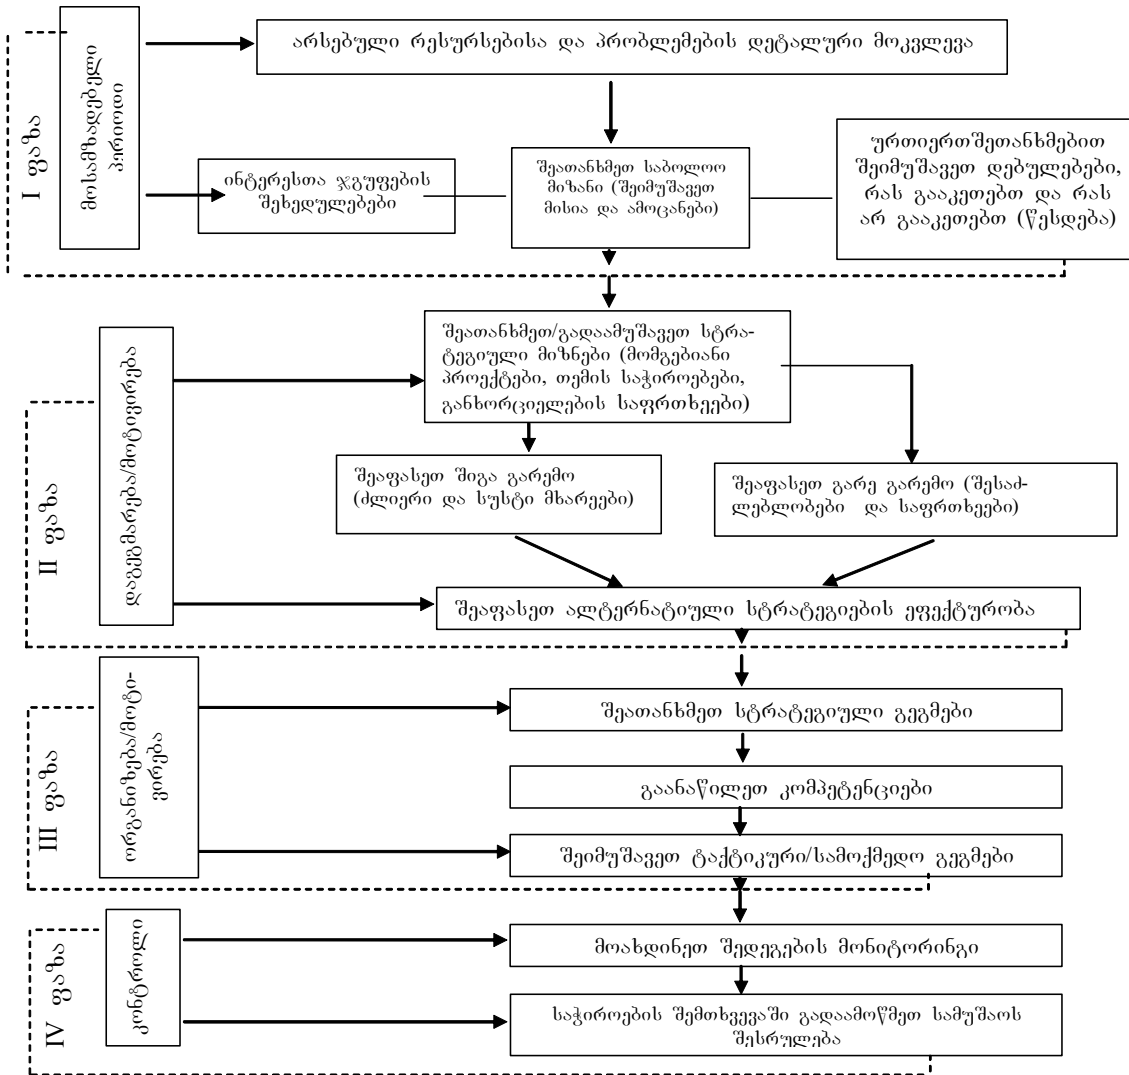 I ფაზა
მოსამზადებელი
პერიოდი
არსებული რესურსებისა და პრობლემების დეტალური მოკვლევა
ინტერესთა ჯგუფების
შეხედულებები
შეათანხმეთ საბოლოო
მიზანი (შეიმუშავეთ
მისია და ამოცანები)
ურთიერთშეთანხმებით
შეიმუშავეთ დებულებები,
რას გააკეთებთ და რას
არ გააკეთებთ (წესდება)
II ფაზა
დაგეგმარება/მოტივირება
შეათანხმეთ/გადაამუშავეთ სტრა-
ტეგიული მიზნები (მომგებიანი
პროექტები, თემის საჭიროებები,
განხორციელების საფრთხეები)
შეაფასეთ შიგა გარემო
(ძლიერი და სუსტი მხარეები)
შეაფასეთ გარე გარემო (შესაძ-
ლებლობები და საფრთხეები)
შეაფასეთ ალტერნატიული სტრატეგიების ეფექტურობა
III ფაზა
ორგანიზება/მოტი-
ვირება
შეათანხმეთ სტრატეგიული გეგმები
გაანაწილეთ კომპეტენციები
შეიმუშავეთ ტაქტიკური/სამოქმედო გეგმები
IV ფაზა
კონტროლი
მოახდინეთ შედეგების მონიტორინგი
საჭიროების შემთხვევაში გადაამოწმეთ სამუშაოს
შესრულება